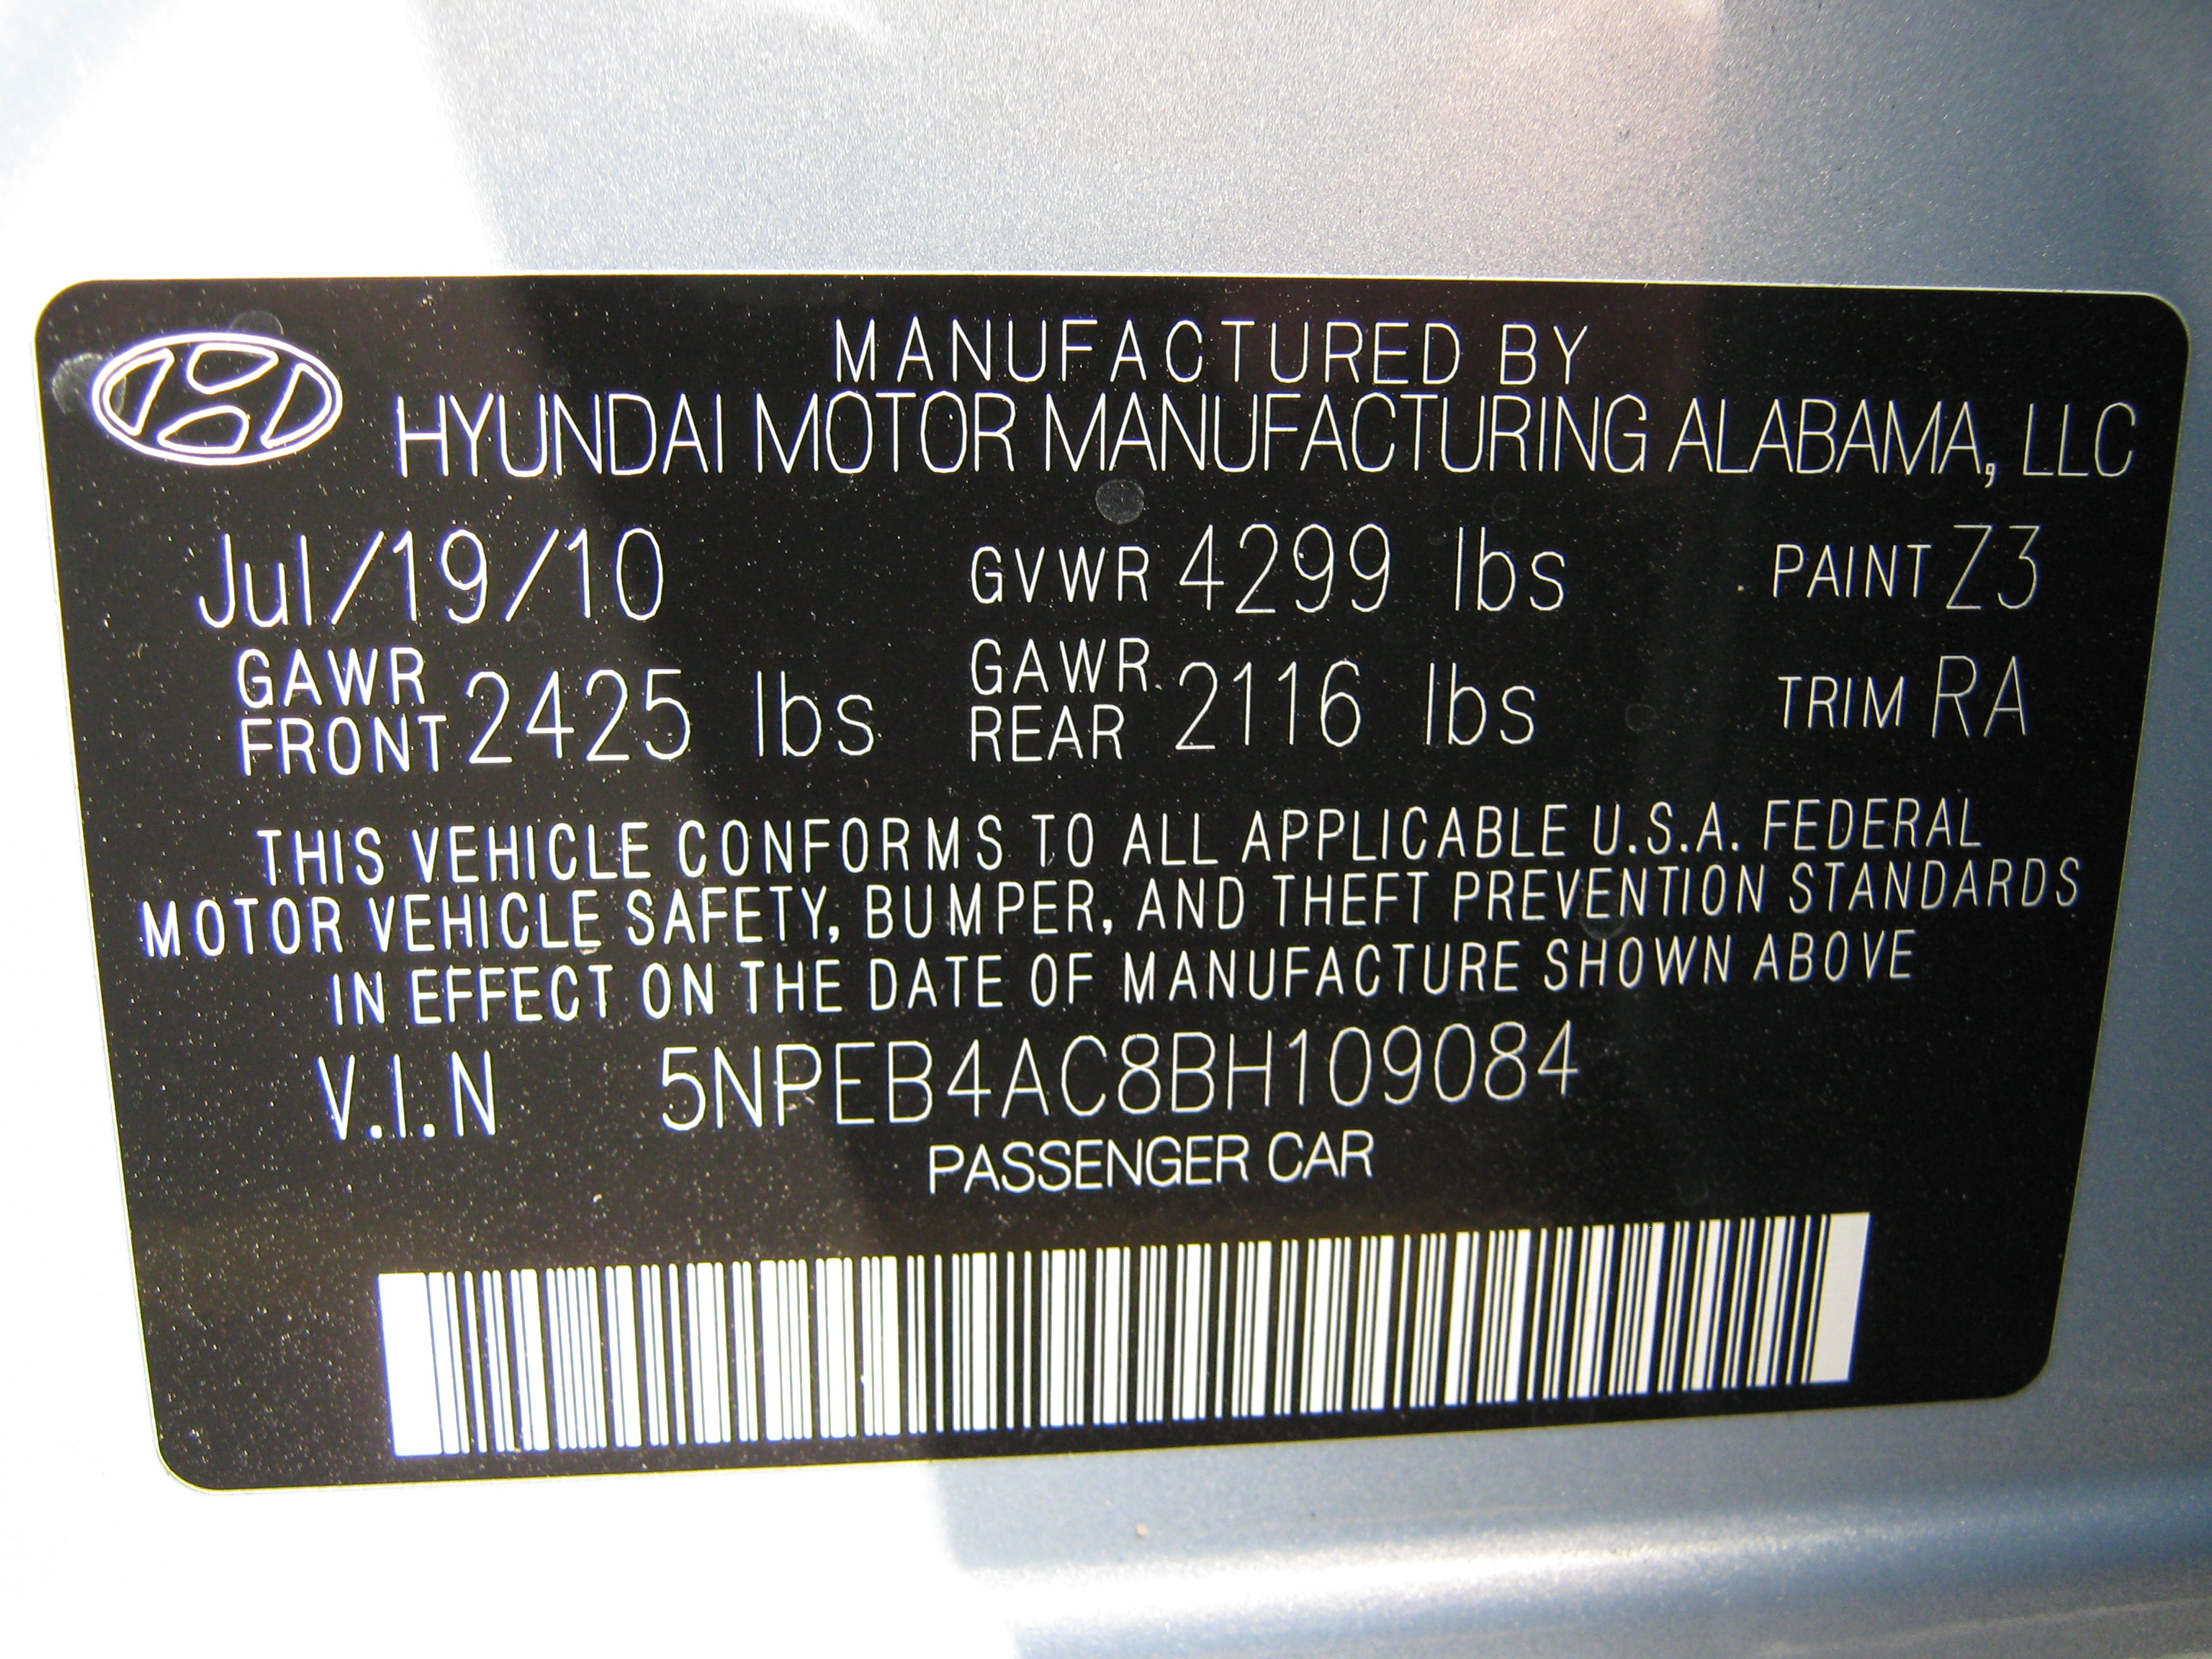 MANUFACTURED BY
HYUNDAI MOTOR MANUFACTURING ALABAMA, LLC
Jul/19/10 GVWR 4299 lbs PAINT Z3
GAWR FRONT 2425 lbs GAWR REAR 2116 lbs TRIM RA
THIS VEHICLE CONFORMS TO ALL APPLICABLE U.S.A. FEDERAL
MOTOR VEHICLE SAFETY, BUMPER, AND THEFT PREVENTION STANDARDS
IN EFFECT ON THE DATE OF MANUFACTURE SHOWN ABOVE
V.I.N 5NPEB4AC8BH109084
PASSENGER CAR